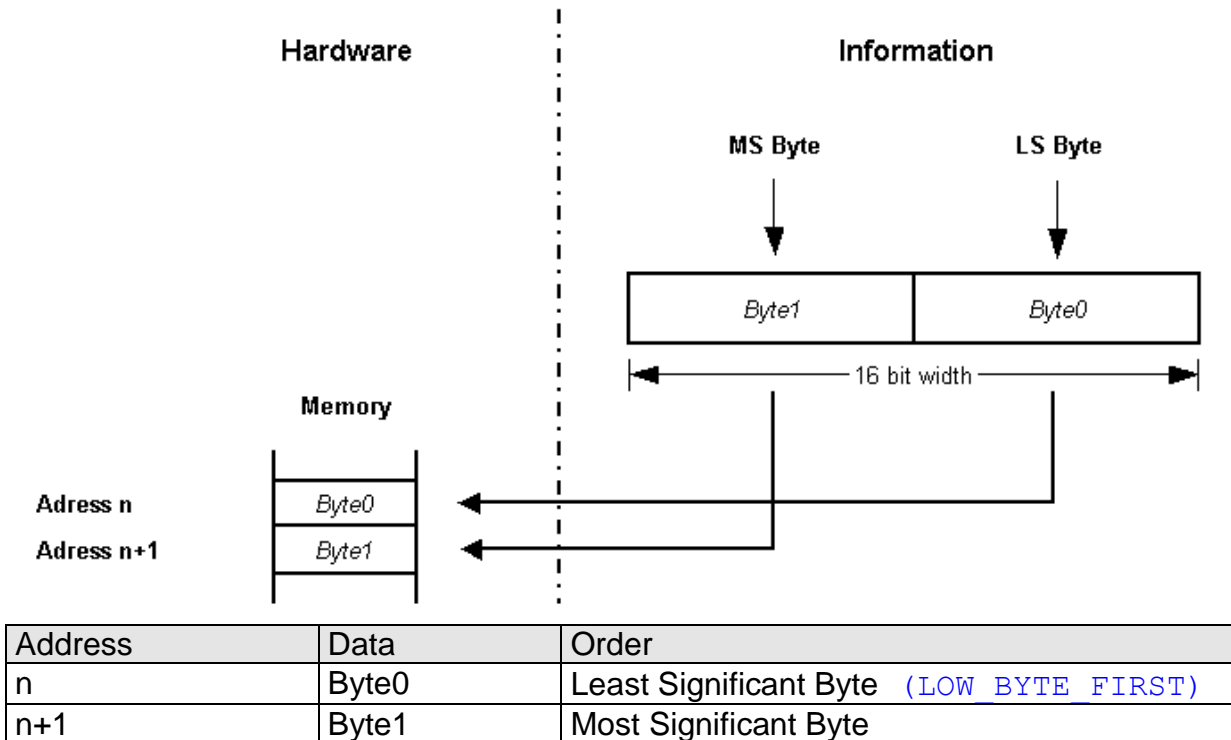 Hardware Information
MS Byte LS Byte
Byte1 Byte0
16 bit width
Memory
Adress n Byte0
Adress n+1 Byte1
Address Data Order
n Byte0 Least Significant Byte (LOW_BYTE_FIRST)
n+1 Byte1 Most Significant Byte